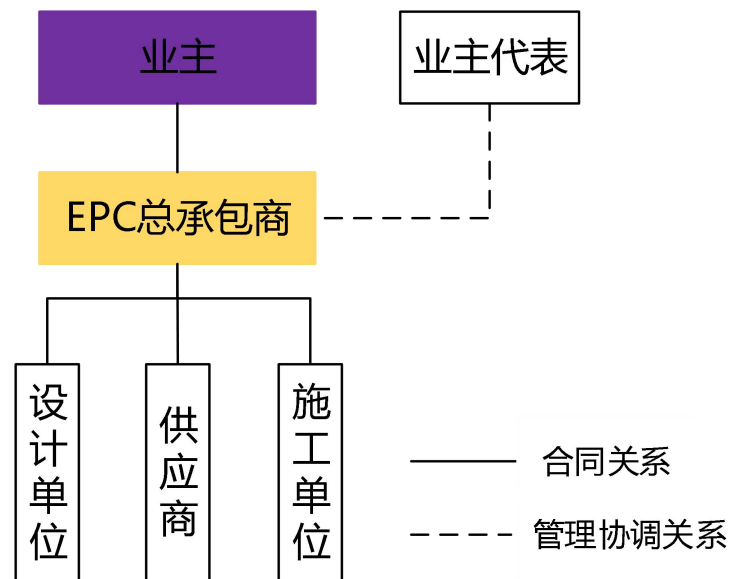 业主
业主代表
EPC总承包商
设计单位
供应商
施工单位
合同关系
管理协调关系